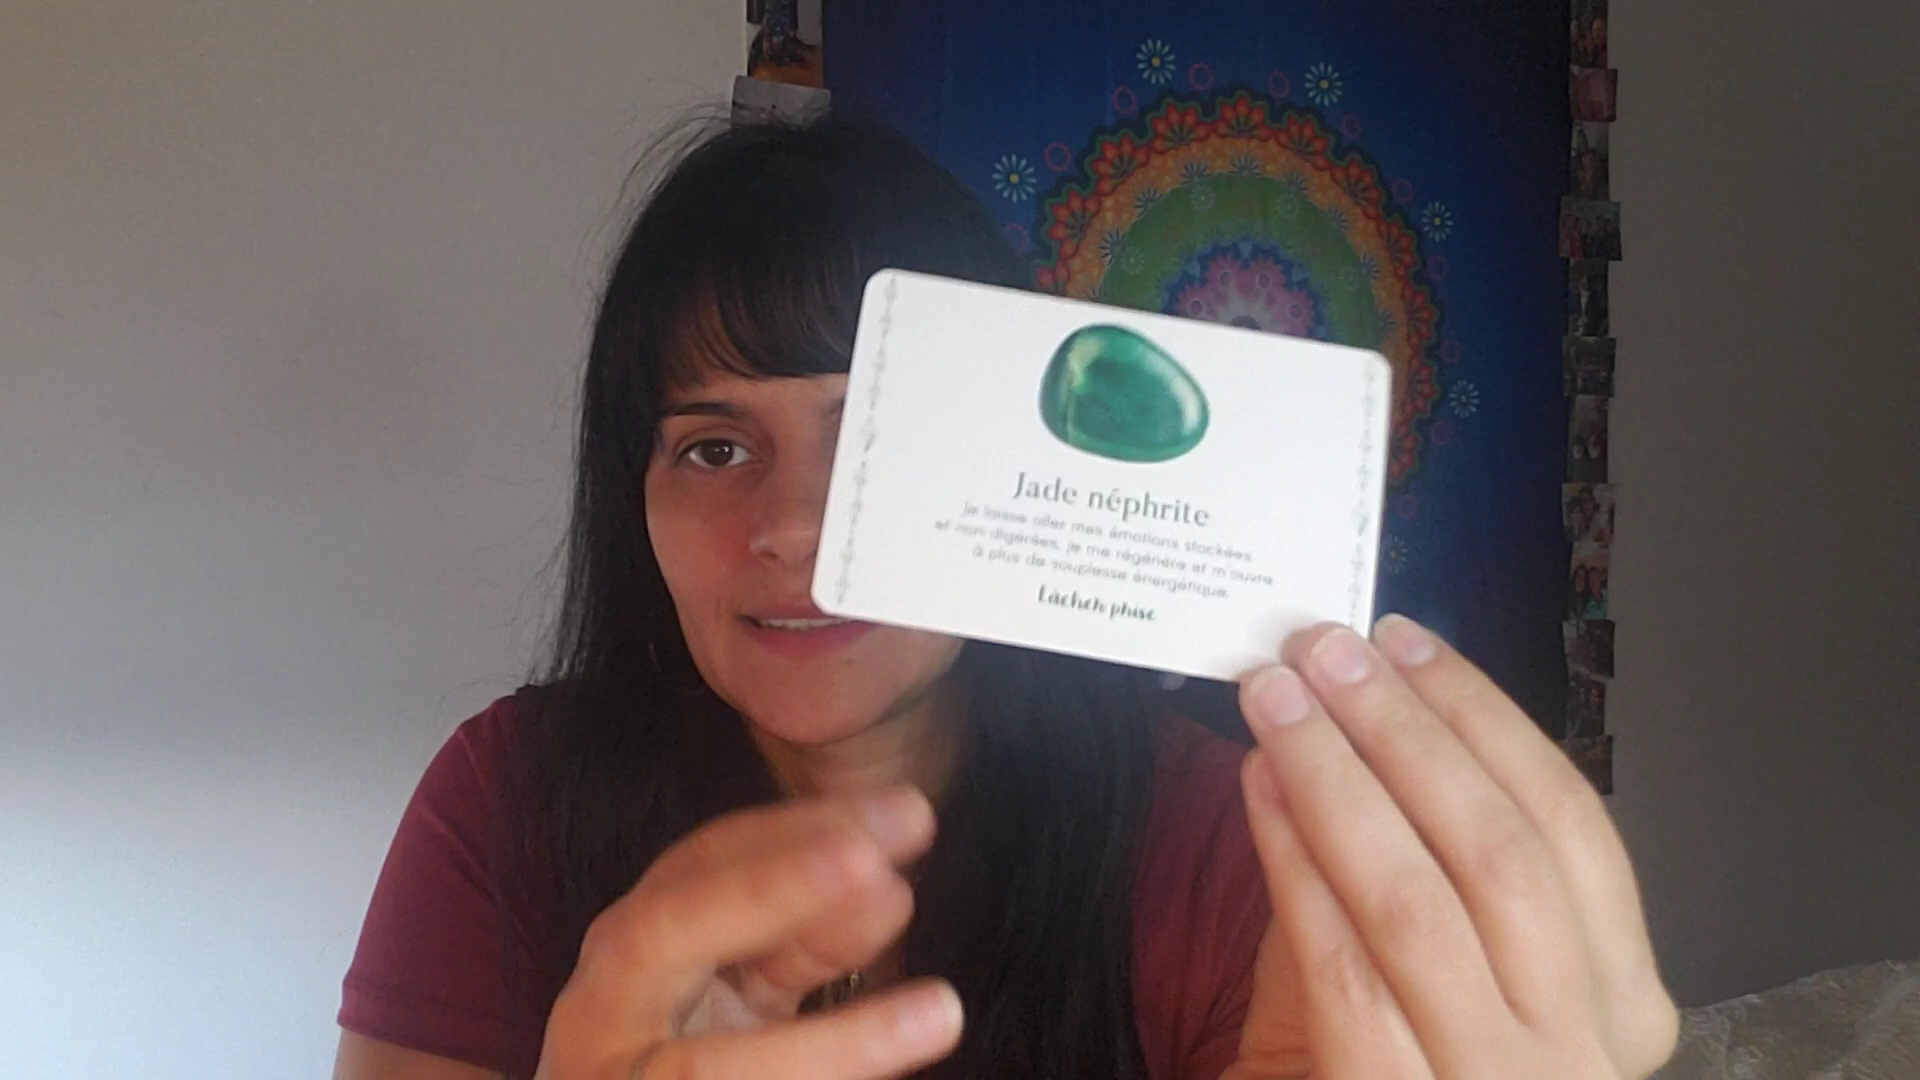 Jade néphrite
Je laisse aller mes émotions stockées
et non digérées, je me régénère et m'ouvre
à plus de souplesse énergétique.
Lâcher prise